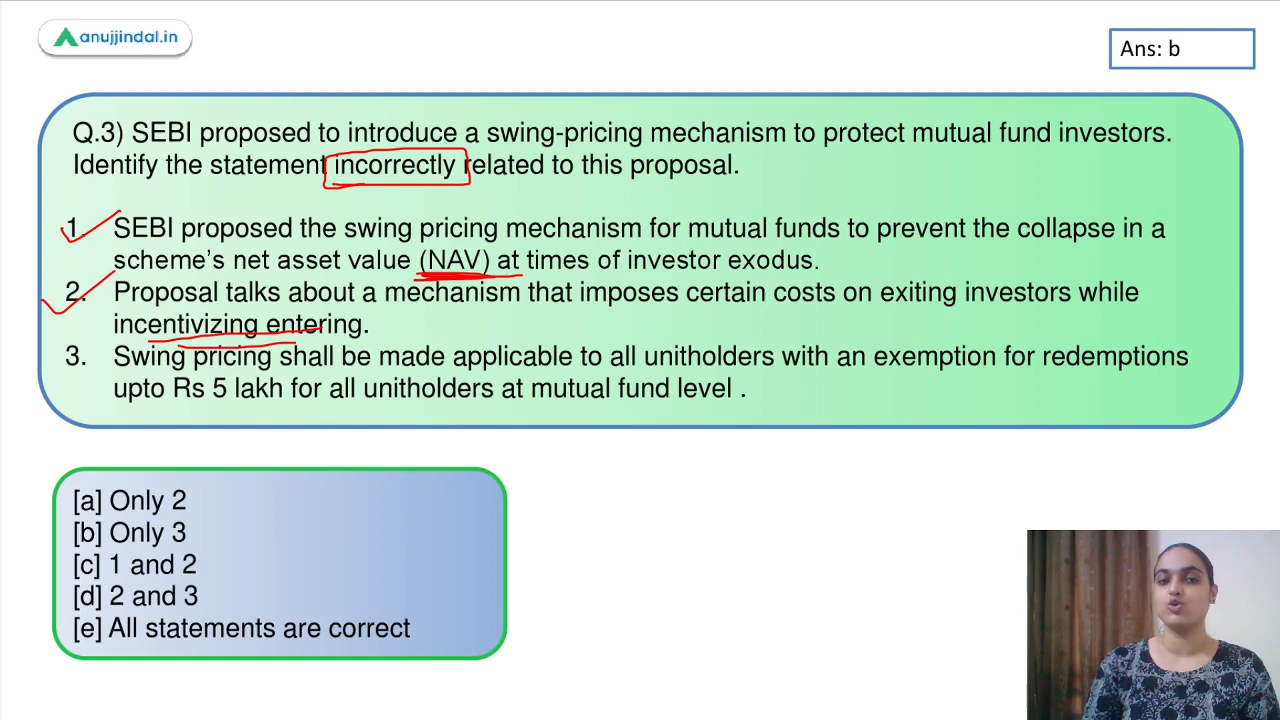 anujjindal.in
Ans: b
Q.3) SEBI proposed to introduce a swing-pricing mechanism to protect mutual fund investors.
Identify the statement incorrectly related to this proposal.
1. SEBI proposed the swing pricing mechanism for mutual funds to prevent the collapse in a
scheme's net asset value (NAV) at times of investor exodus.
2. Proposal talks about a mechanism that imposes certain costs on exiting investors while
incentivizing entering.
3. Swing pricing shall be made applicable to all unitholders with an exemption for redemptions
upto Rs 5 lakh for all unitholders at mutual fund level .
[a] Only 2
[b] Only 3
[c] 1 and 2
[d] 2 and 3
[e] All statements are correct